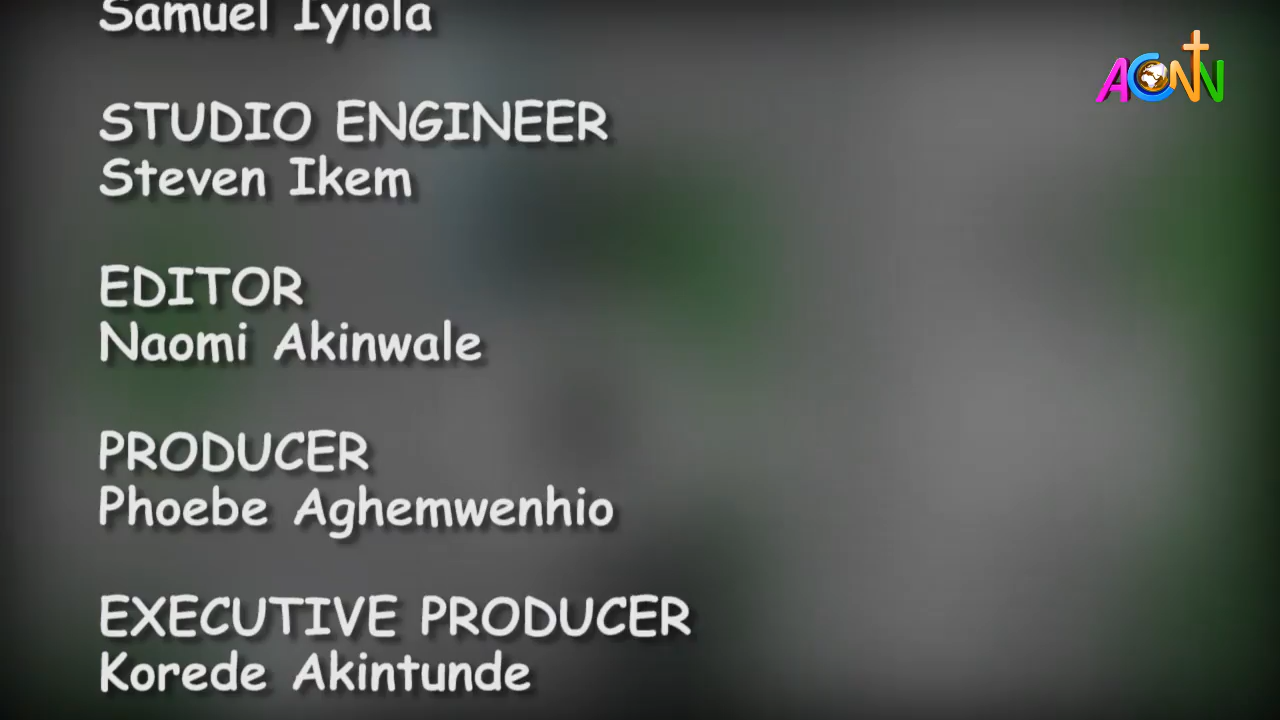 Samuel Iyiola
ACNN
STUDIO ENGINEER
Steven Ikem
EDITOR
Naomi Akinwale
PRODUCER
Phoebe Aghemwenhio
EXECUTIVE PRODUCER
Korede Akintunde